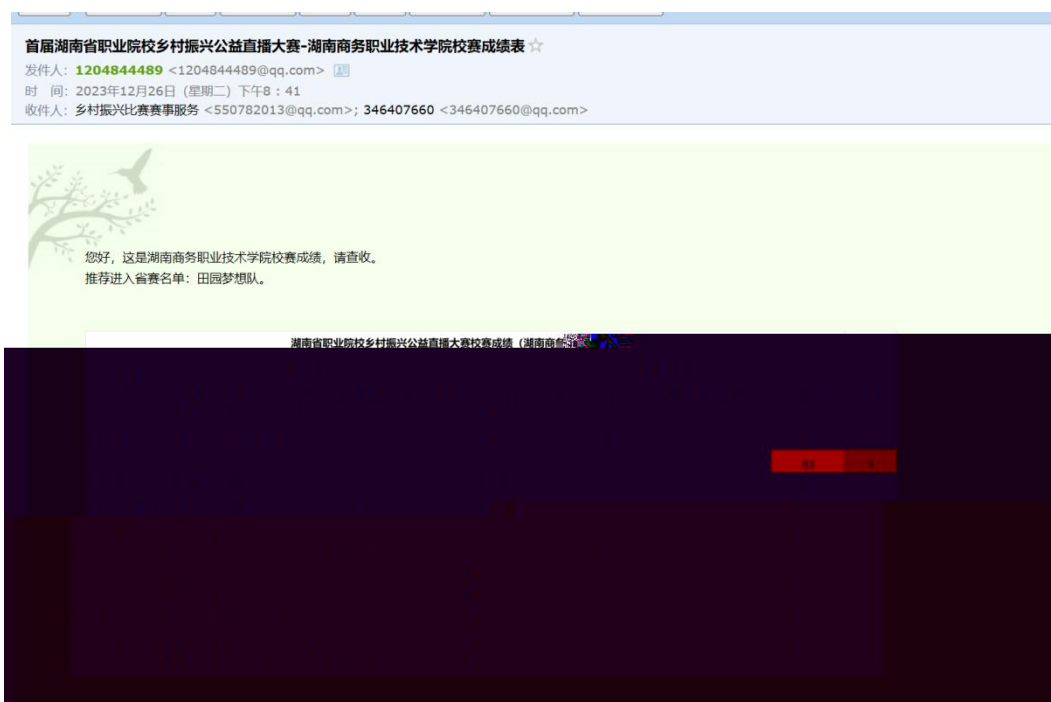 首届湖南省职业院校乡村振兴公益直播大赛-湖南商务职业技术学院校赛成绩表
发件人：1204844489 <1204844489@qq.com>
时 间：2023年12月26日（星期二）下午8：41
收件人：乡村振兴比赛赛事服务 <550782013@qq.com>; 346407660 <346407660@qq.com>
您好，这是湖南商务职业技术学院校赛成绩，请查收。
推荐进入省赛名单：田园梦想队。
湖南省职业院校乡村振兴公益直播大赛校赛成绩（湖南商